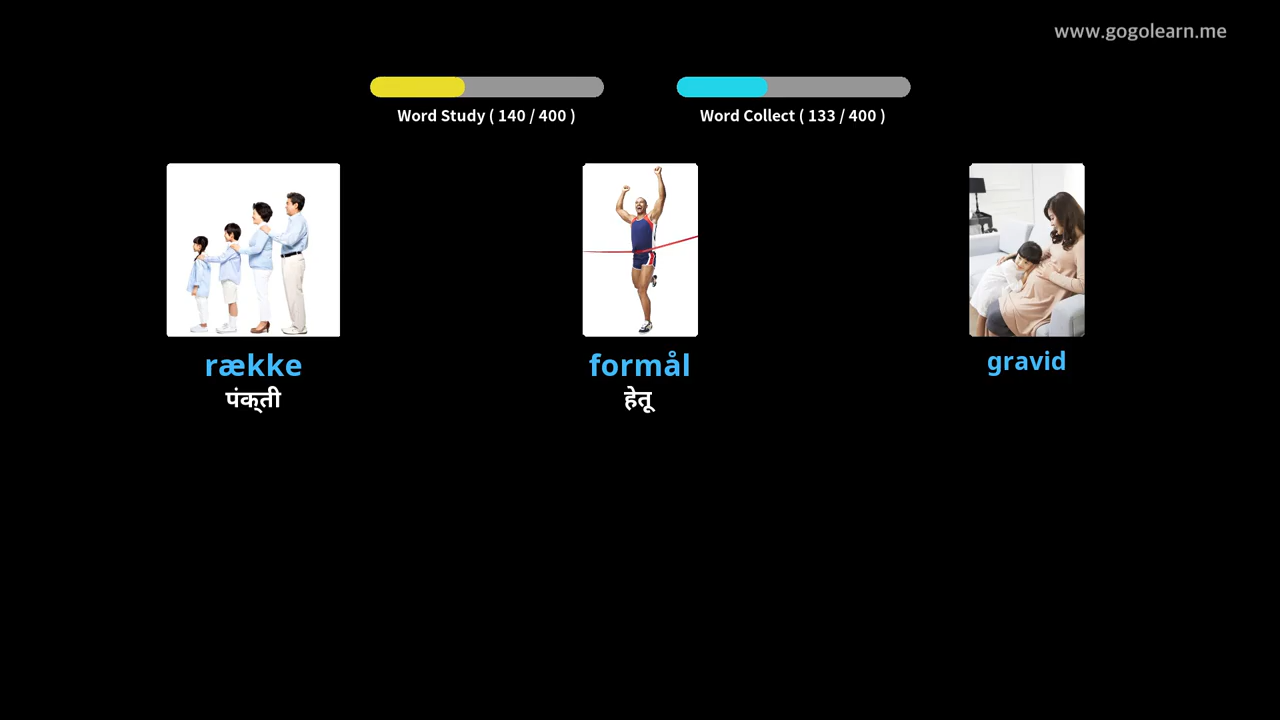 www.gogolearn.me
Word Study ( 140 / 400 )
Word Collect ( 133 / 400 )
række
formål
gravid
पंक्ती
हेतू